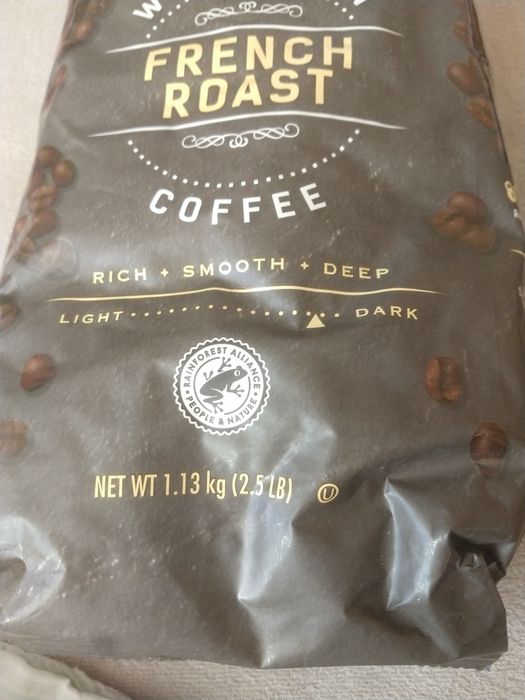 FRENCH
ROAST
COFFEE
RICH + SMOOTH + DEEP
LIGHT DARK
RAINFOREST ALLIANCE
PEOPLE & NATURE
NET WT 1.13 kg (2.5 LB) U